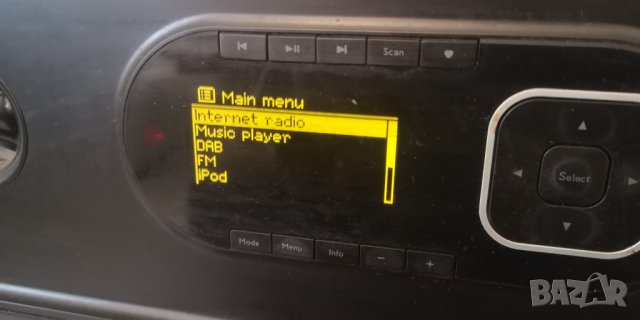 Scan
Main menu
Internet radio
Music player
DAB
FM
iPod
Select
Mode
Menu
Info
− +
BAZAR